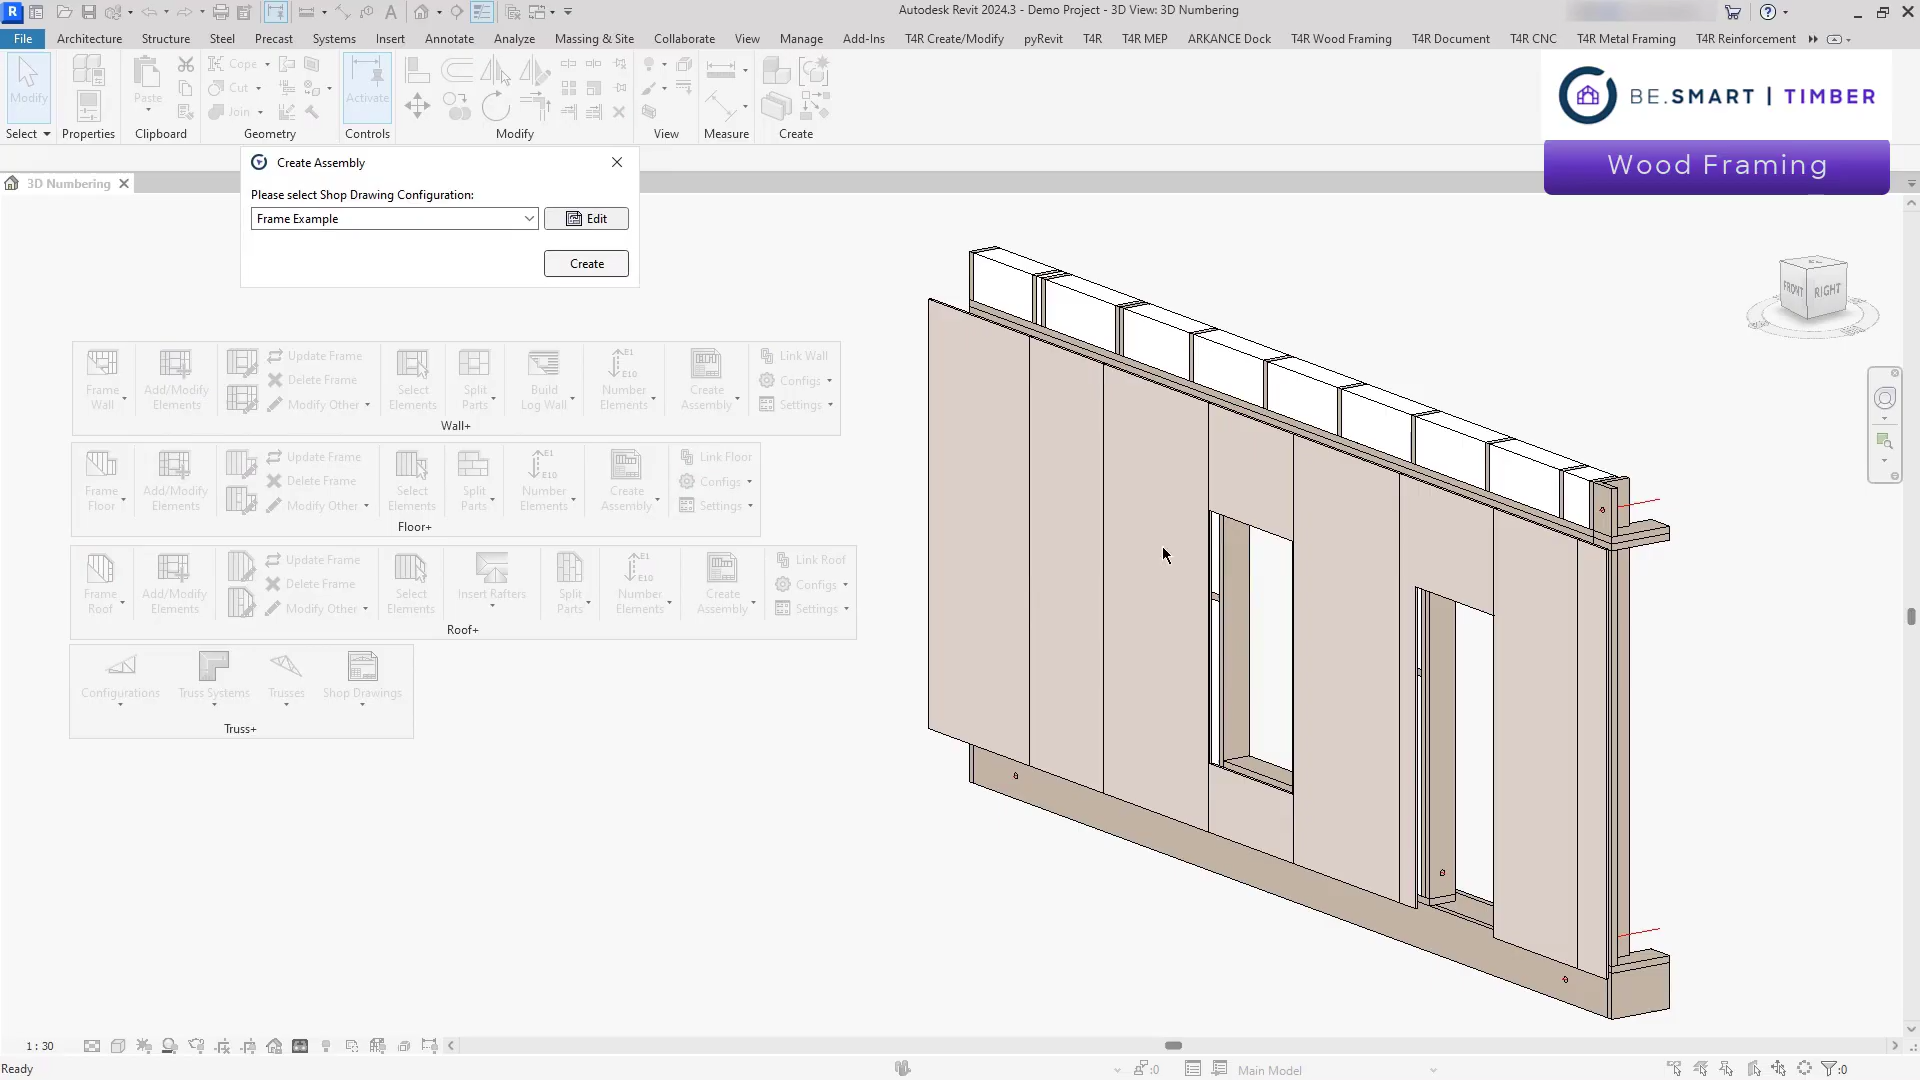 Autodesk Revit 2024.3 - Demo Project - 3D View: 3D Numbering
File Architecture Structure Steel Precast Systems Insert Annotate Analyze Massing & Site Collaborate View Manage Add-Ins T4R Create/Modify pyRevit T4R T4R MEP ARKANCE Dock T4R Wood Framing T4R Document T4R CNC T4R Metal Framing T4R Reinforcement
Cope
Cut
Join
Modify Paste Activate
Select Properties Clipboard Geometry Controls Modify View Measure Create
BE.SMART | TIMBER
Wood Framing
3D Numbering
Create Assembly
Please select Shop Drawing Configuration:
Frame Example Edit
Create
FRONT RIGHT
Frame Wall Add/Modify Elements Update Frame Delete Frame Modify Other Select Elements Split Parts Build Log Wall E1 E10 Number Elements Create Assembly Link Wall Configs Settings
Wall+
Frame Floor Add/Modify Elements Update Frame Delete Frame Modify Other Select Elements Split Parts E1 E10 Number Elements Create Assembly Link Floor Configs Settings
Floor+
Frame Roof Add/Modify Elements Update Frame Delete Frame Modify Other Select Elements Insert Rafters Split Parts E1 E10 Number Elements Create Assembly Link Roof Configs Settings
Roof+
Configurations Truss Systems Trusses Shop Drawings
Truss+
1 : 30
Ready :0 Main Model :0